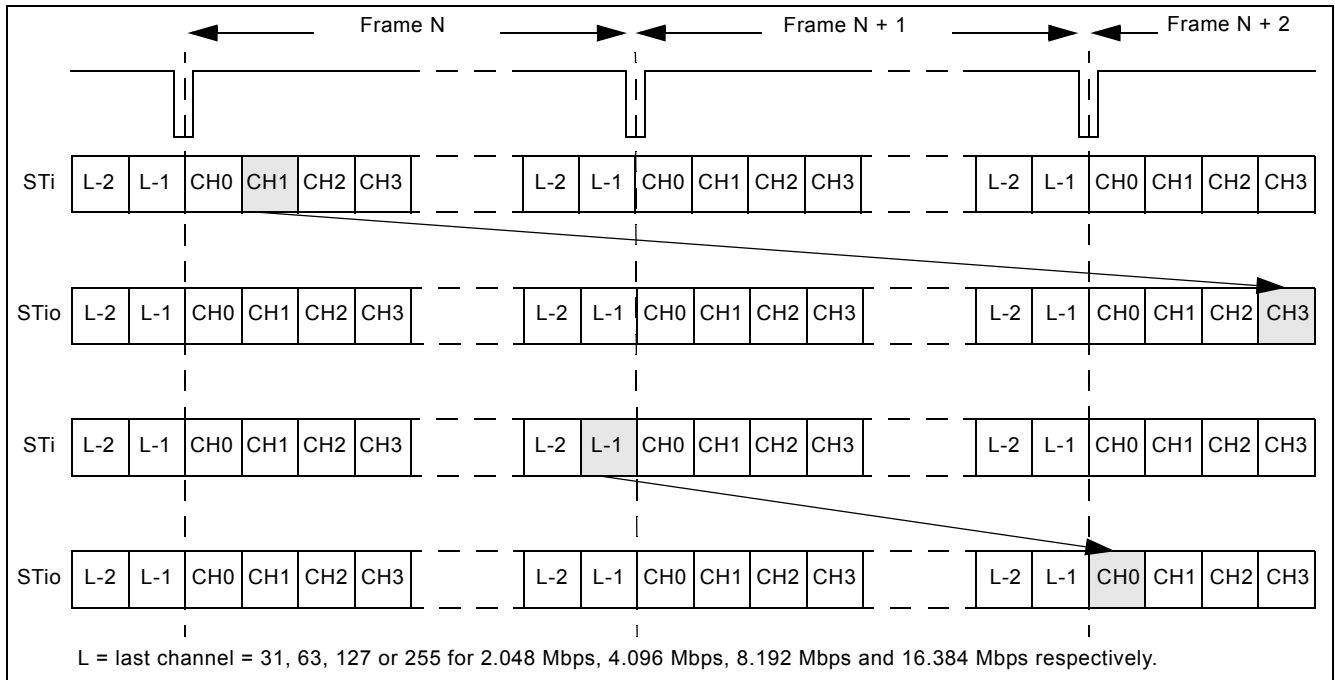 Frame N Frame N + 1 Frame N + 2
STi L-2 L-1 CH0 CH1 CH2 CH3 L-2 L-1 CH0 CH1 CH2 CH3 L-2 L-1 CH0 CH1 CH2 CH3
STio L-2 L-1 CH0 CH1 CH2 CH3 L-2 L-1 CH0 CH1 CH2 CH3 L-2 L-1 CH0 CH1 CH2 CH3
STi L-2 L-1 CH0 CH1 CH2 CH3 L-2 L-1 CH0 CH1 CH2 CH3 L-2 L-1 CH0 CH1 CH2 CH3
STio L-2 L-1 CH0 CH1 CH2 CH3 L-2 L-1 CH0 CH1 CH2 CH3 L-2 L-1 CH0 CH1 CH2 CH3
L = last channel = 31, 63, 127 or 255 for 2.048 Mbps, 4.096 Mbps, 8.192 Mbps and 16.384 Mbps respectively.